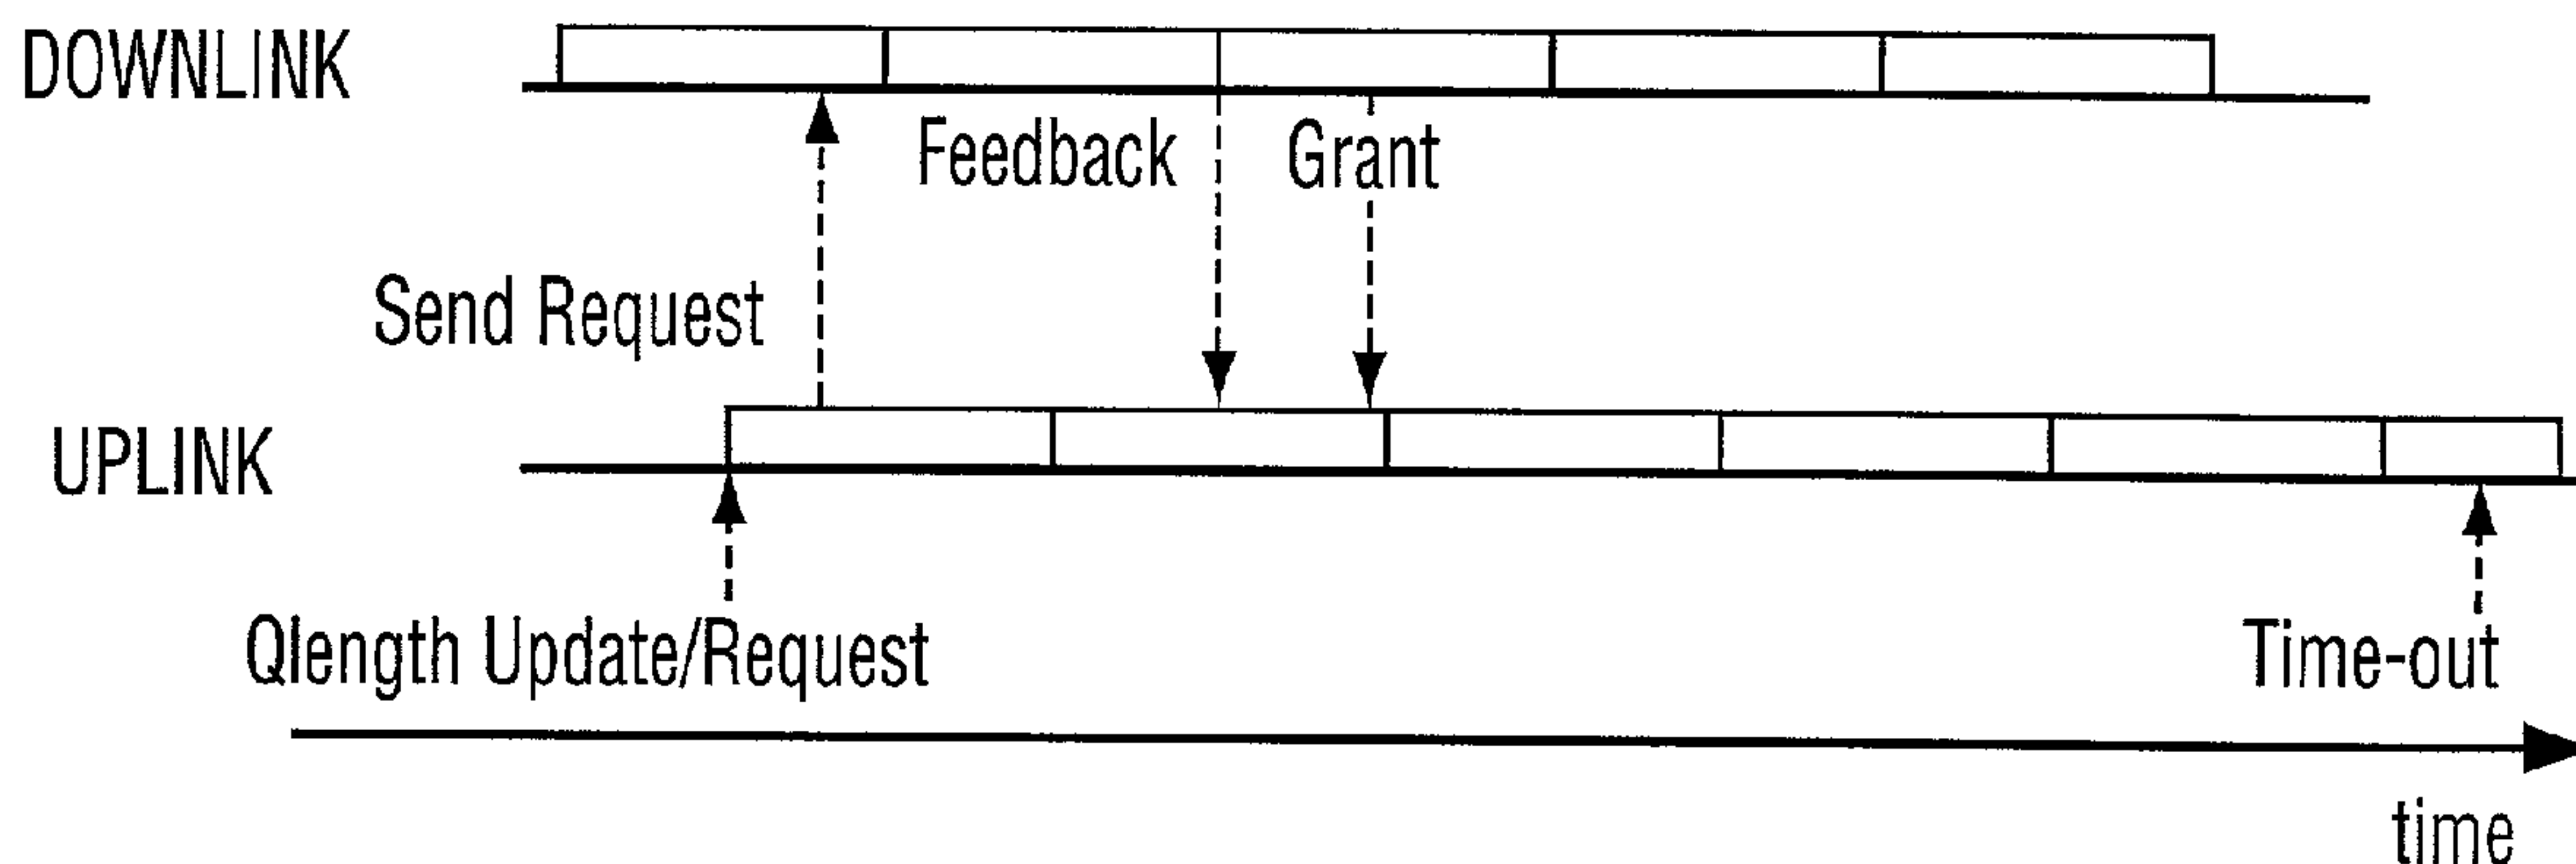 DOWNLINK
Feedback
Grant
Send Request
UPLINK
Qlength Update/Request
Time-out
time